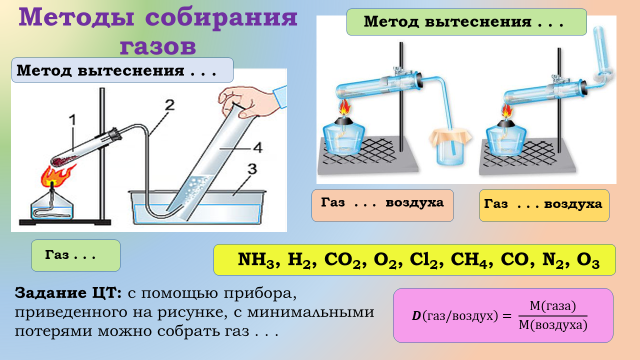 Методы собирания
газов
Метод вытеснения . . .
Метод вытеснения . . .
1
2
4
3
Газ . . . воздуха
Газ . . . воздуха
Газ . . .
NH₃, H₂, CO₂, O₂, Cl₂, CH₄, CO, N₂, O₃
Задание ЦТ: с помощью прибора,
приведенного на рисунке, с минимальными
потерями можно собрать газ . . .
D(газ/воздух) = M(газа) / M(воздуха)